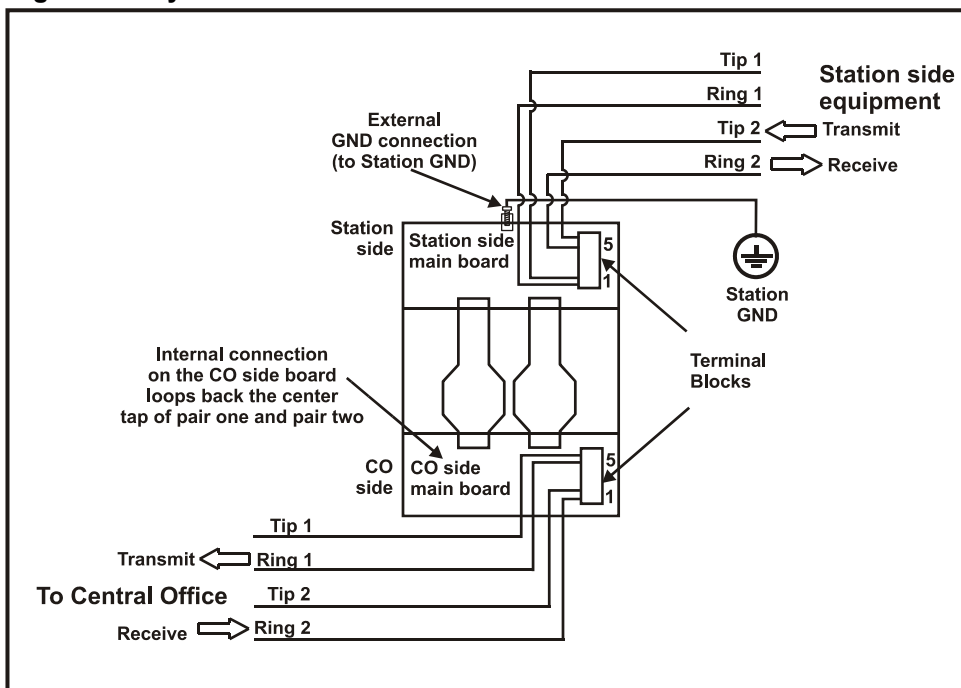 Tip 1
Ring 1
Tip 2
Ring 2
Station side
equipment
Transmit
Receive
External
GND connection
(to Station GND)
Station
side
Station side
main board
5
1
Station
GND
Terminal
Blocks
Internal connection
on the CO side board
loops back the center
tap of pair one and pair two
CO
side
CO side
main board
5
1
Tip 1
Transmit
Ring 1
To Central Office
Tip 2
Receive
Ring 2